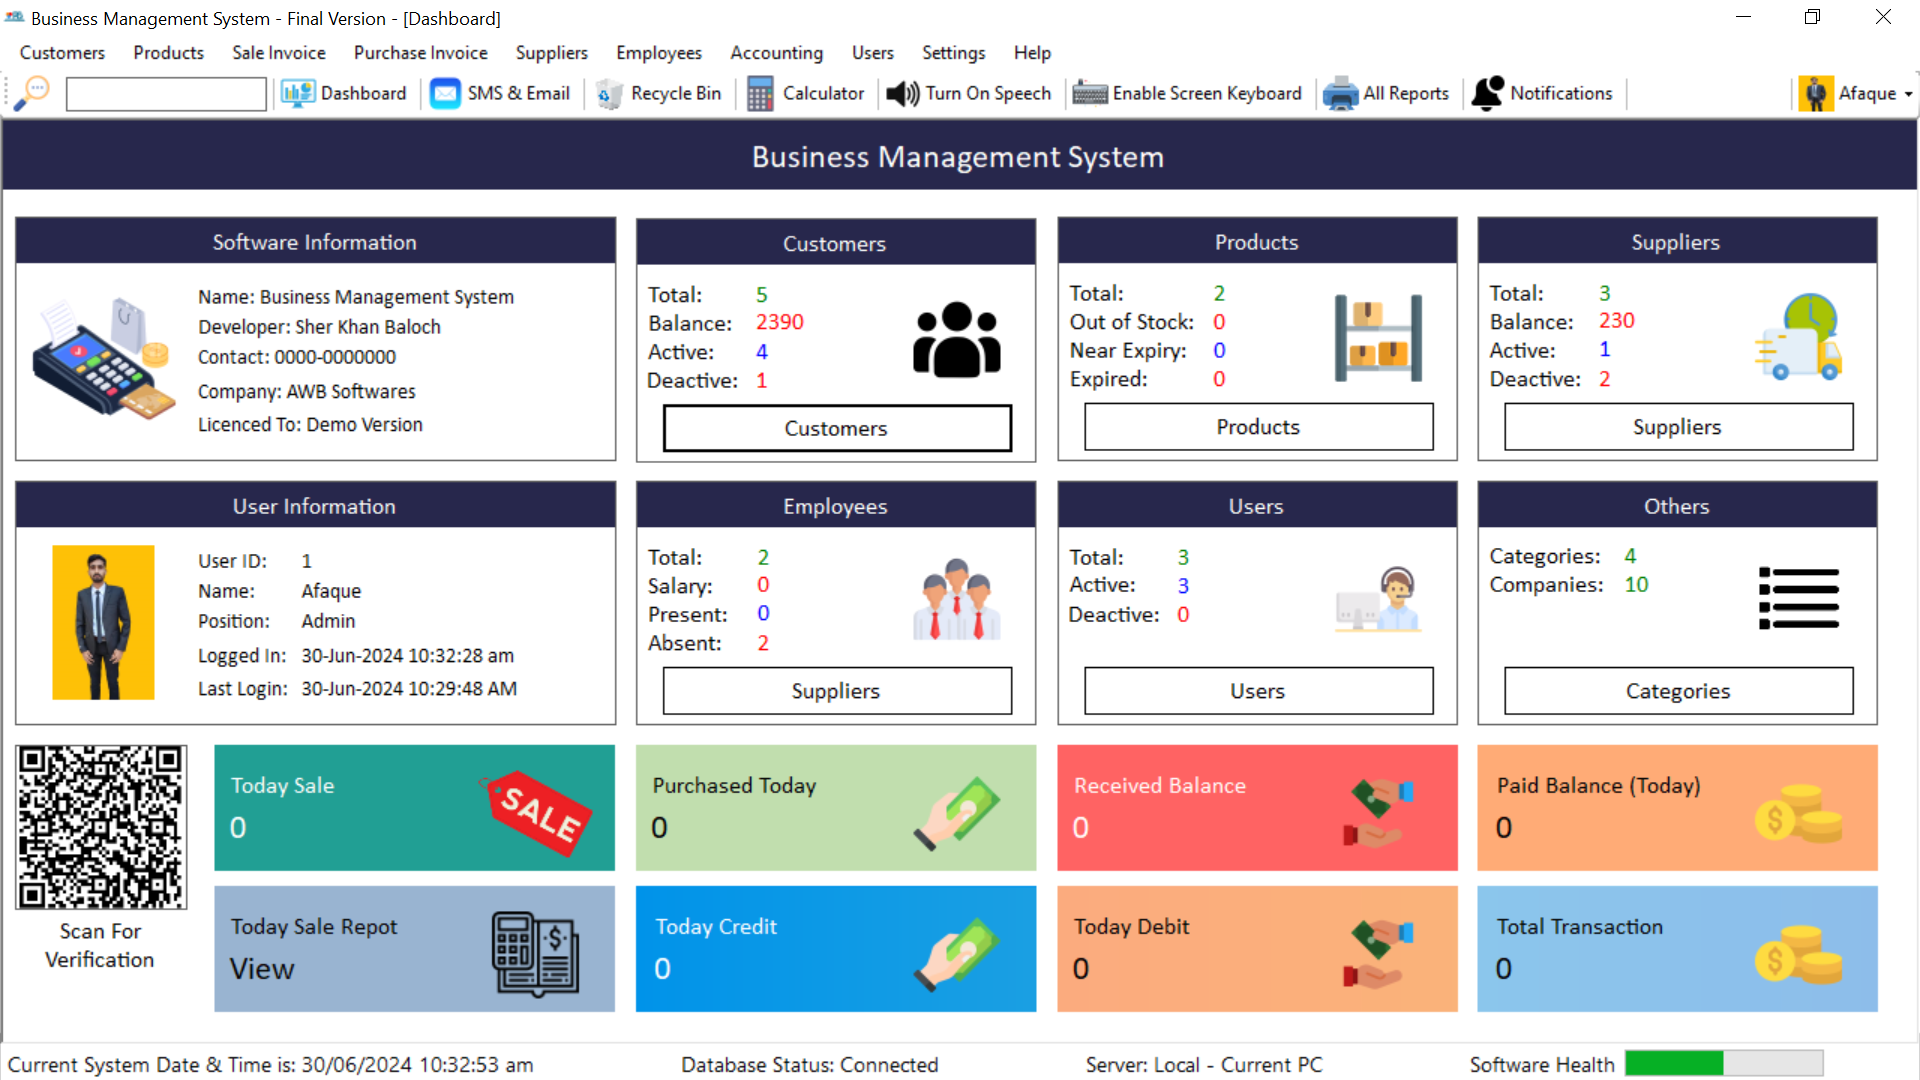 Business Management System - Final Version - [Dashboard]
Customers Products Sale Invoice Purchase Invoice Suppliers Employees Accounting Users Settings Help
Dashboard SMS & Email Recycle Bin Calculator Turn On Speech Enable Screen Keyboard All Reports Notifications Afaque
Business Management System
Software Information
Name: Business Management System
Developer: Sher Khan Baloch
Contact: 0000-0000000
Company: AWB Softwares
Licenced To: Demo Version
Customers
Total: 5
Balance: 2390
Active: 4
Deactive: 1
Customers
Products
Total: 2
Out of Stock: 0
Near Expiry: 0
Expired: 0
Products
Suppliers
Total: 3
Balance: 230
Active: 1
Deactive: 2
Suppliers
User Information
User ID: 1
Name: Afaque
Position: Admin
Logged In: 30-Jun-2024 10:32:28 am
Last Login: 30-Jun-2024 10:29:48 AM
Employees
Total: 2
Salary: 0
Present: 0
Absent: 2
Suppliers
Users
Total: 3
Active: 3
Deactive: 0
Users
Others
Categories: 4
Companies: 10
Categories
Scan For
Verification
Today Sale
0
SALE
Purchased Today
0
Received Balance
0
Paid Balance (Today)
0
Today Sale Repot
View
Today Credit
0
Today Debit
0
Total Transaction
0
Current System Date & Time is: 30/06/2024 10:32:53 am
Database Status: Connected
Server: Local - Current PC
Software Health